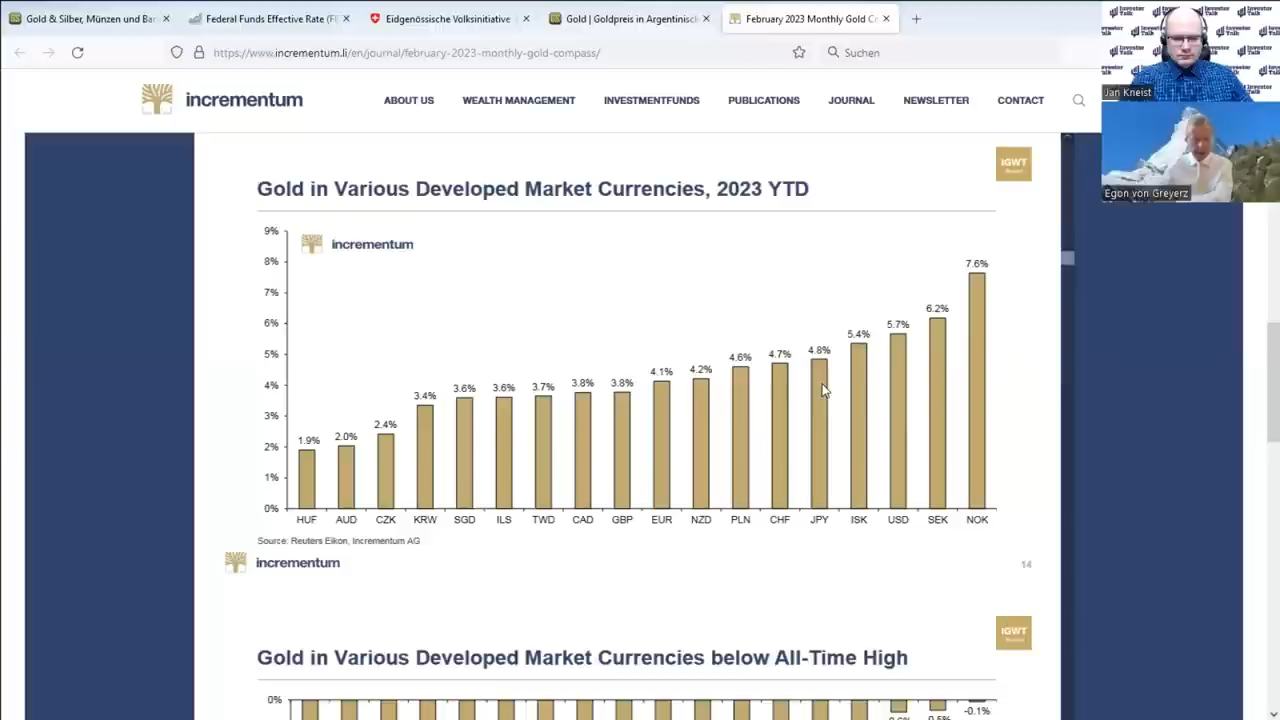 Gold & Silber, Münzen und Bar
Federal Funds Effective Rate (F
Eidgenössische Volksinitiative
Gold | Goldpreis in Argentinisc
February 2023 Monthly Gold C
https://www.incrementum.li/en/journal/february-2023-
-compass/
Suchen
incrementum
ABOUT US
WEALTH MANAGEMENT
INVESTMENTFUNDS
PUBLICATIONS
JOURNAL
NEWSLETTER
CONTACT
Jan Kneist
Egon von Greyerz
IGWT
Gold in Various Developed Market Currencies, 2023 YTD
incrementum
9%
8%
7%
6%
5%
4%
3%
2%
1%
0%
1.9%
2.0%
2.4%
3.4%
3.6%
3.6%
3.7%
3.8%
3.8%
4.1%
4.2%
4.6%
4.7%
4.8%
5.4%
5.7%
6.2%
7.6%
HUF AUD CZK KRW SGD ILS TWD CAD GBP EUR NZD PLN CHF JPY ISK USD SEK NOK
Source: Reuters Eikon, Incrementum AG
incrementum
14
IGWT
Gold in Various Developed Market Currencies below All-Time High
0%
-0.1%